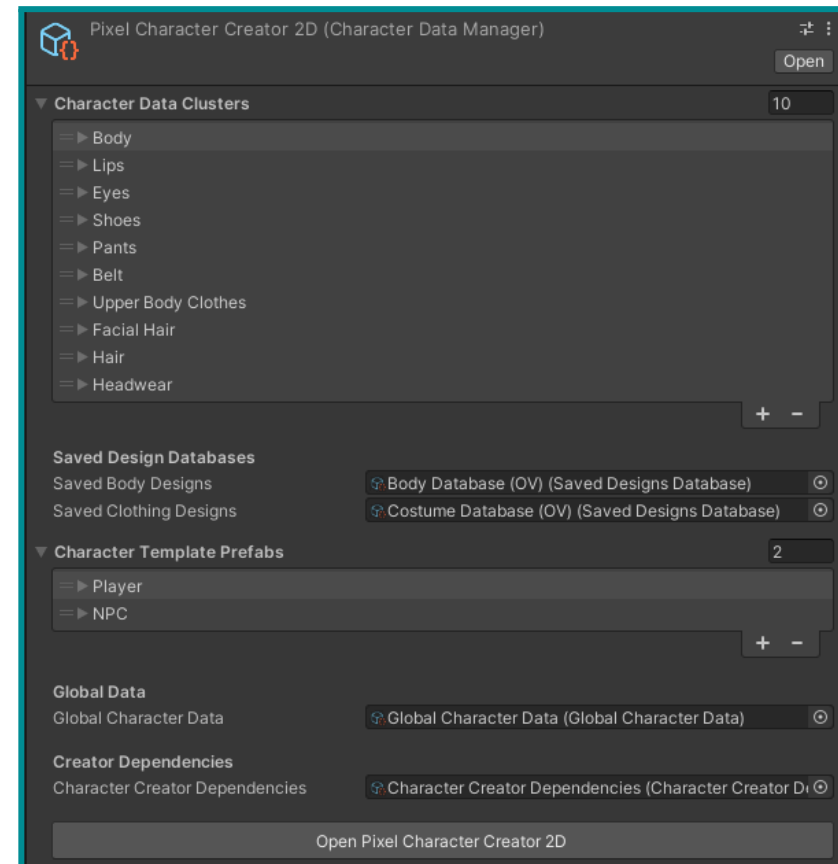 Pixel Character Creator 2D (Character Data Manager)
Open
Character Data Clusters 10
Body
Lips
Eyes
Shoes
Pants
Belt
Upper Body Clothes
Facial Hair
Hair
Headwear
+ -
Saved Design Databases
Saved Body Designs Body Database (OV) (Saved Designs Database)
Saved Clothing Designs Costume Database (OV) (Saved Designs Database)
Character Template Prefabs 2
Player
NPC
+ -
Global Data
Global Character Data Global Character Data (Global Character Data)
Creator Dependencies
Character Creator Dependencies Character Creator Dependencies (Character Creator D
Open Pixel Character Creator 2D